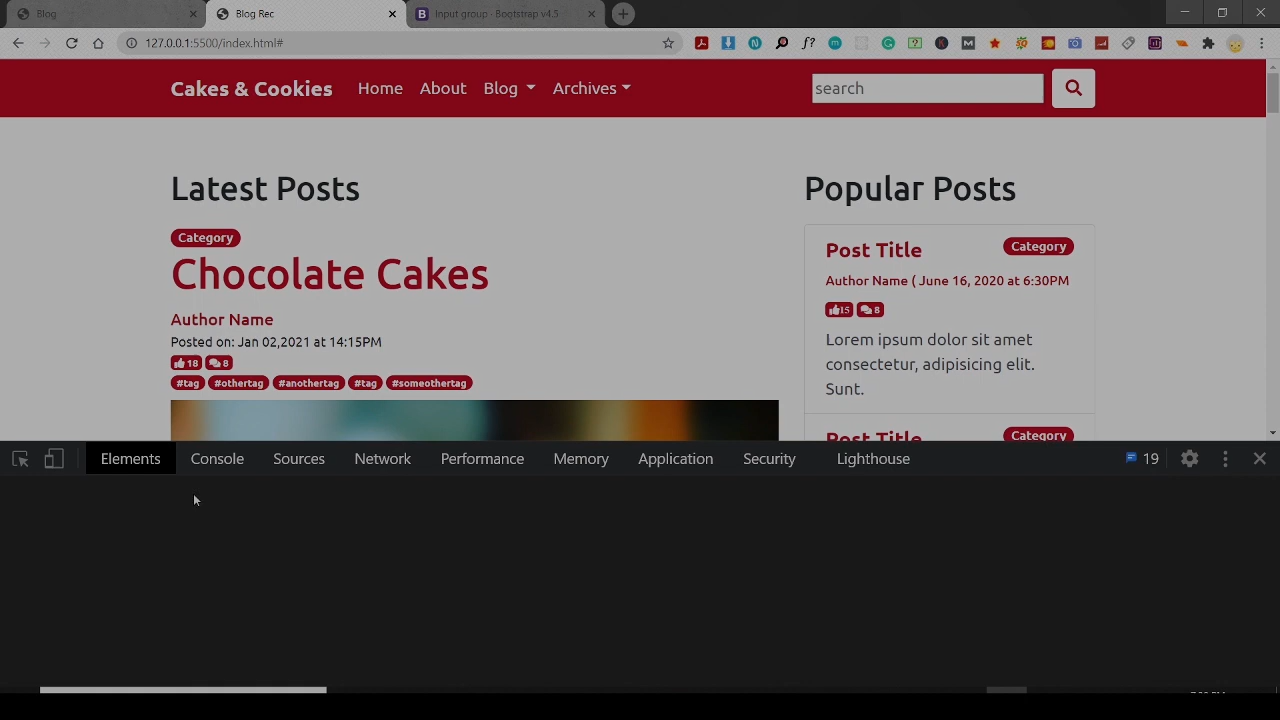 Blog
Blog Rec
Input group · Bootstrap v4.5
127.0.0.1:5500/index.html#
Cakes & Cookies
Home
About
Blog
Archives
search
Latest Posts
Category
Chocolate Cakes
Author Name
Posted on: Jan 02,2021 at 14:15PM
18
8
#tag
#othertag
#anothertag
#tag
#someothertag
Popular Posts
Post Title
Category
Author Name ( June 16, 2020 at 6:30PM
15
8
Lorem ipsum dolor sit amet
consectetur, adipisicing elit.
Sunt.
Post Title
Category
Elements
Console
Sources
Network
Performance
Memory
Application
Security
Lighthouse
19